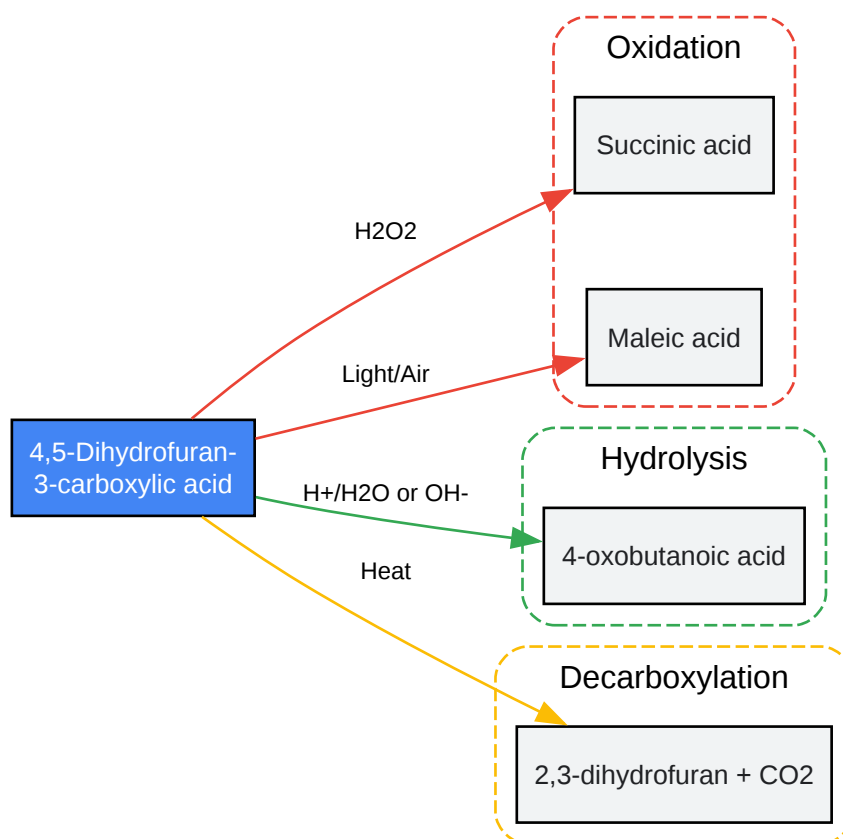 Oxidation
Succinic acid
H2O2
Maleic acid
Light/Air
4,5-Dihydrofuran-
3-carboxylic acid
Hydrolysis
H+/H2O or OH-
4-oxobutanoic acid
Heat
Decarboxylation
2,3-dihydrofuran + CO2